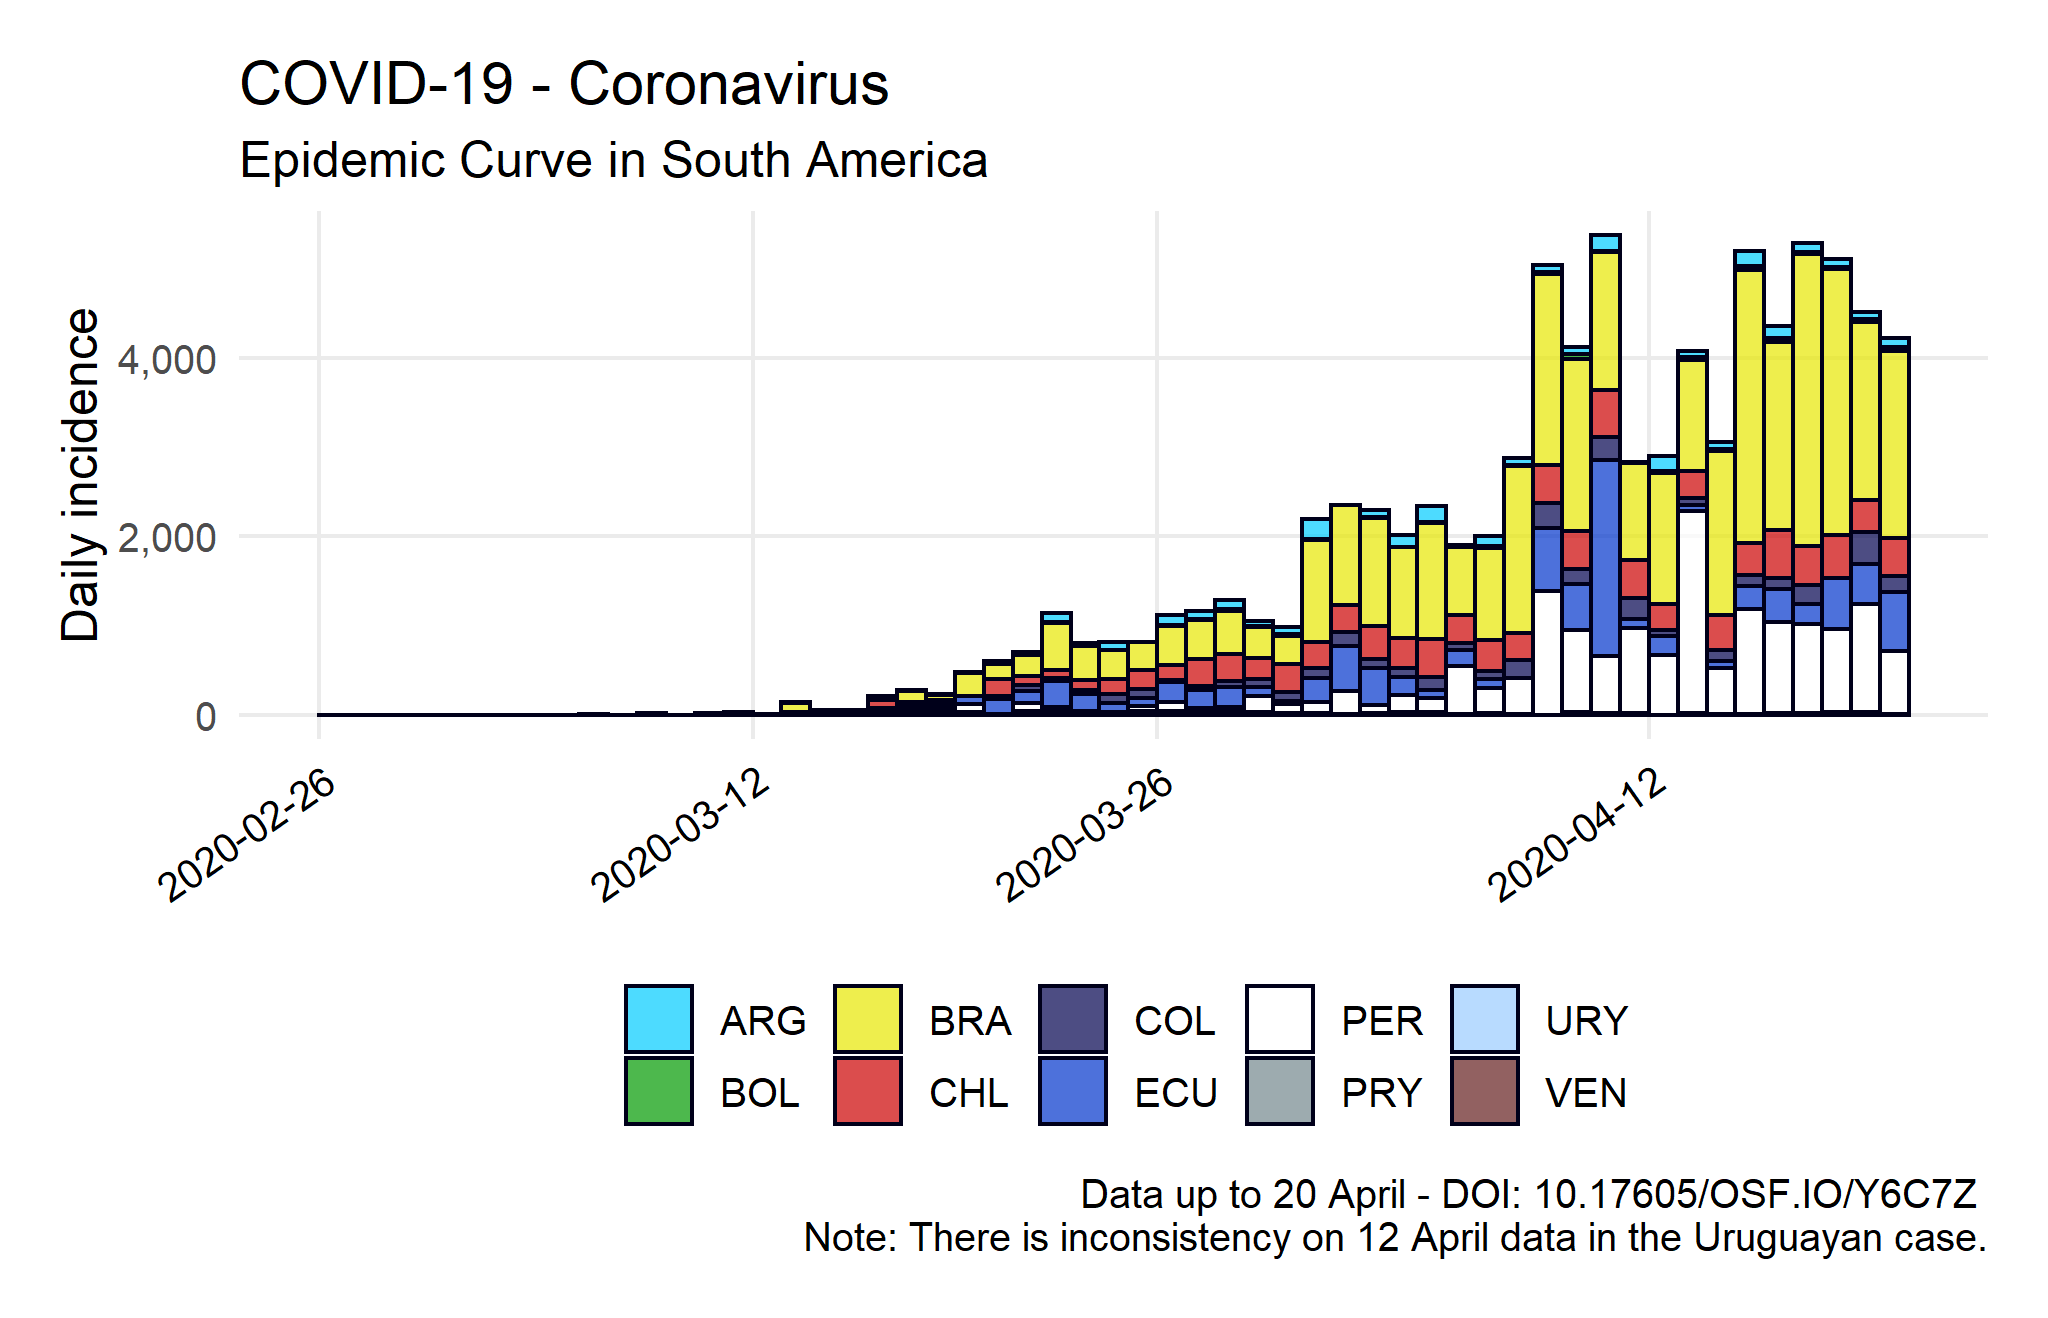 COVID-19 - Coronavirus
Epidemic Curve in South America
Daily incidence
4,000
2,000
0
2020-02-26
2020-03-12
2020-03-26
2020-04-12
ARG BRA COL PER URY
BOL CHL ECU PRY VEN
Data up to 20 April - DOI: 10.17605/OSF.IO/Y6C7Z
Note: There is inconsistency on 12 April data in the Uruguayan case.